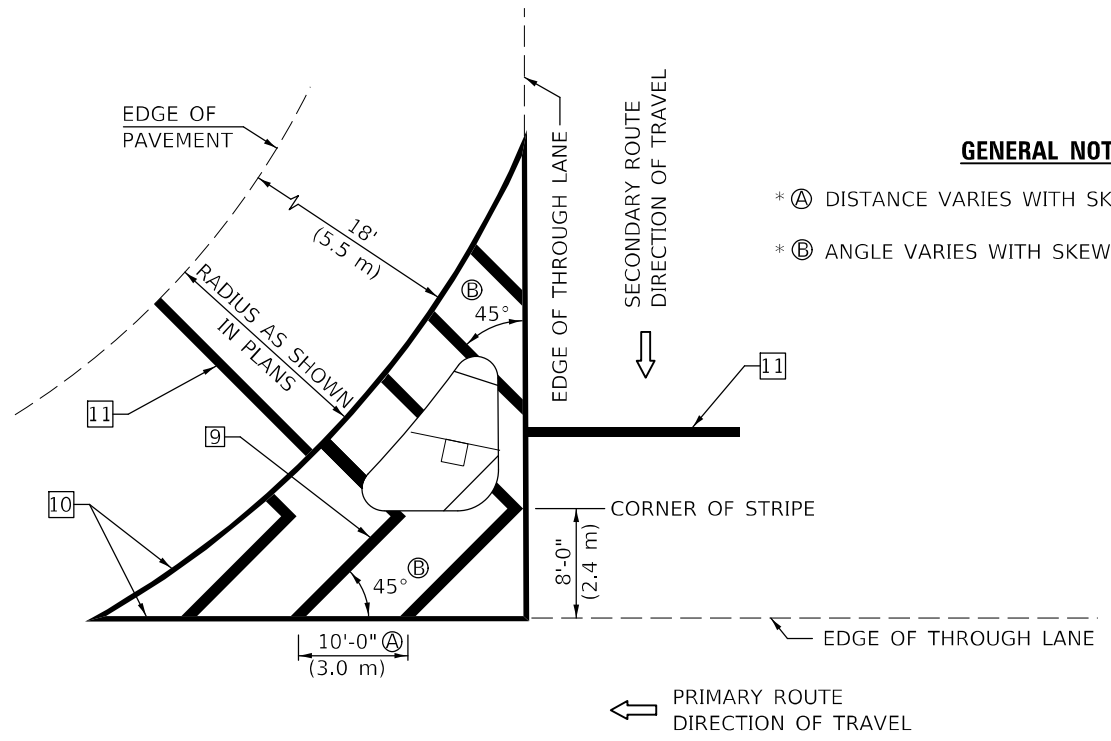 EDGE OF
PAVEMENT
18'
(5.5 m)
RADIUS AS SHOWN
IN PLANS
EDGE OF THROUGH LANE
SECONDARY ROUTE
DIRECTION OF TRAVEL
GENERAL NOT
* Ⓐ DISTANCE VARIES WITH SK
* Ⓑ ANGLE VARIES WITH SKEW
Ⓑ
45°
11
11
9
10
CORNER OF STRIPE
8'-0"
(2.4 m)
45° Ⓑ
10'-0" Ⓐ
(3.0 m)
EDGE OF THROUGH LANE
PRIMARY ROUTE
DIRECTION OF TRAVEL